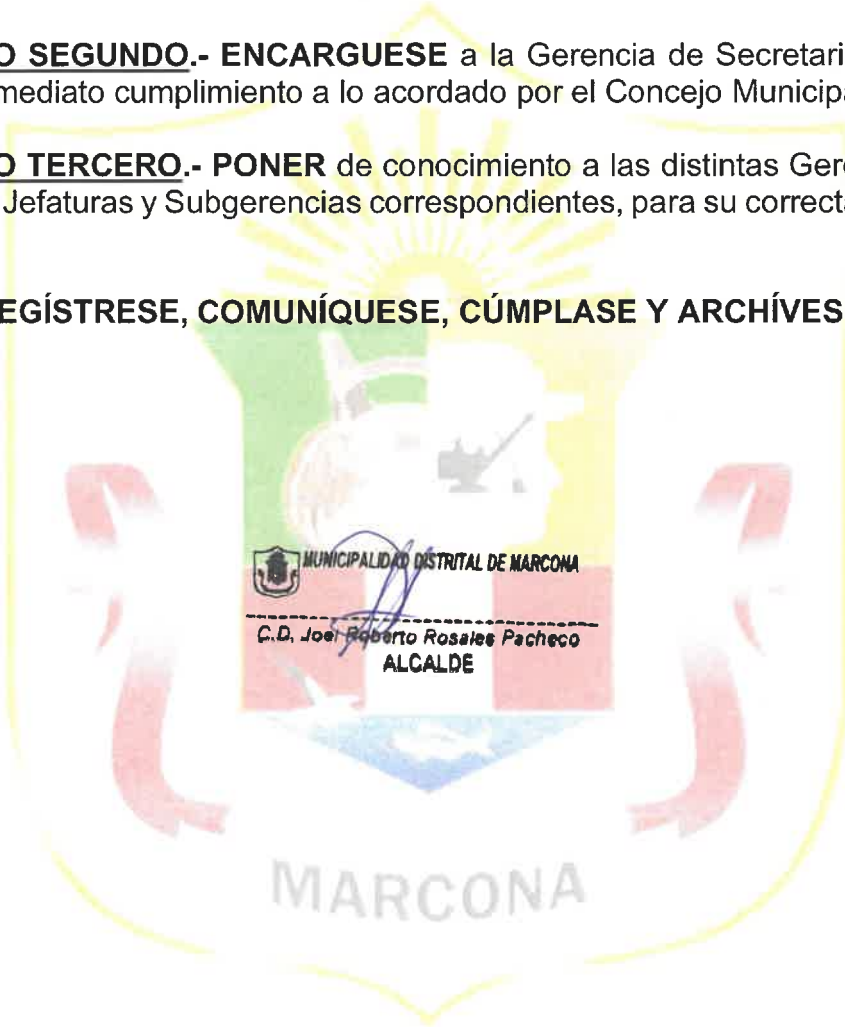 O SEGUNDO.- ENCARGUESE a la Gerencia de Secretari
mediato cumplimiento a lo acordado por el Concejo Municipa
O TERCERO.- PONER de conocimiento a las distintas Gere
Jefaturas y Subgerencias correspondientes, para su correcta
EGÍSTRESE, COMUNÍQUESE, CÚMPLASE Y ARCHÍVES
MUNICIPALIDAD DISTRITAL DE MARCONA
C.D. Joel Roberto Rosales Pacheco
ALCALDE
MARCONA